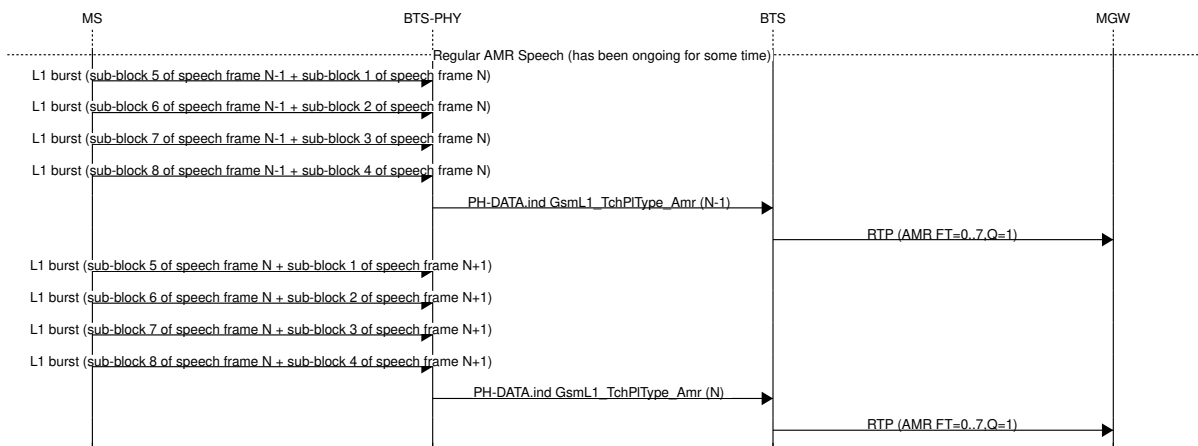 MS BTS-PHY BTS MGW
Regular AMR Speech (has been ongoing for some time)
L1 burst (sub-block 5 of speech frame N-1 + sub-block 1 of speech frame N)
L1 burst (sub-block 6 of speech frame N-1 + sub-block 2 of speech frame N)
L1 burst (sub-block 7 of speech frame N-1 + sub-block 3 of speech frame N)
L1 burst (sub-block 8 of speech frame N-1 + sub-block 4 of speech frame N)
PH-DATA.ind GsmL1_TchPlType_Amr (N-1)
RTP (AMR FT=0..7,Q=1)
L1 burst (sub-block 5 of speech frame N + sub-block 1 of speech frame N+1)
L1 burst (sub-block 6 of speech frame N + sub-block 2 of speech frame N+1)
L1 burst (sub-block 7 of speech frame N + sub-block 3 of speech frame N+1)
L1 burst (sub-block 8 of speech frame N + sub-block 4 of speech frame N+1)
PH-DATA.ind GsmL1_TchPlType_Amr (N)
RTP (AMR FT=0..7,Q=1)